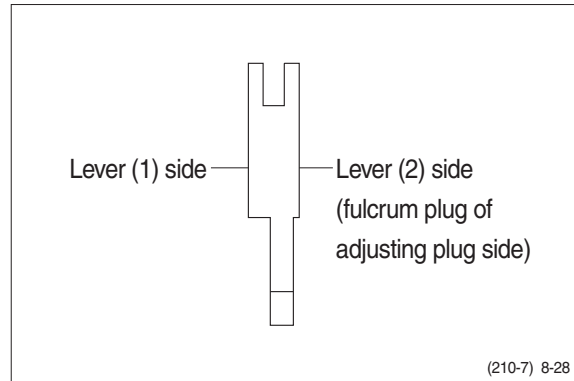 Lever (1) side
Lever (2) side
(fulcrum plug of
adjusting plug side)
(210-7) 8-28